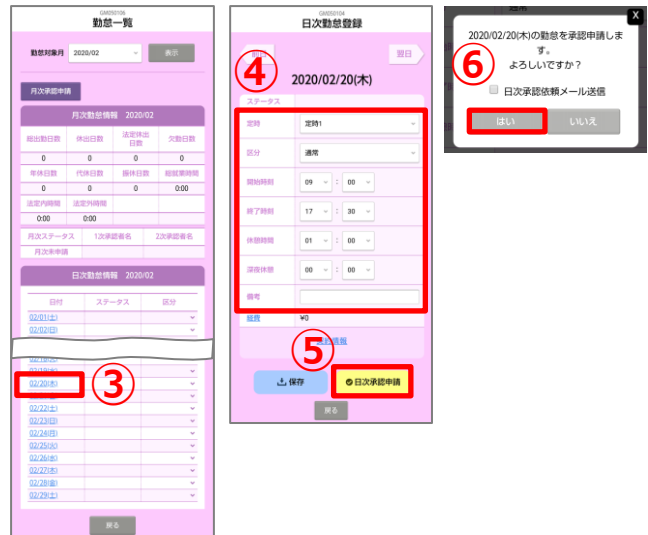 GM050106
勤怠一覧
勤怠対象月
2020/02
表示
月次承認申請
月次勤怠情報 2020/02
総出勤日数 休出日数 法定休出日数 欠勤日数
0 0 0 0
年休日数 代休日数 振休日数 総就業時間
0 0 0 0:00
法定内時間 法定外時間
0:00 0:00
月次ステータス 1次承認者名 2次承認者名
月次未申請
日次勤怠情報 2020/02
日付 ステータス 区分
02/01(土)
02/02(日)
02/19(水)
02/20(木)
③
02/22(土)
02/23(日)
02/24(月)
02/25(火)
02/26(水)
02/27(木)
02/28(金)
02/29(土)
戻る
GM050104
日次勤怠登録
翌日
④
2020/02/20(木)
ステータス
定時 定時1
区分 通常
開始時刻 09 : 00
終了時刻 17 : 30
休憩時間 01 : 00
深夜休憩 00 : 00
備考
経費 ¥0
⑤
保存
日次承認申請
戻る
X
2020/02/20(木)の勤怠を承認申請しま
す。
よろしいですか?
⑥
日次承認依頼メール送信
はい
いいえ